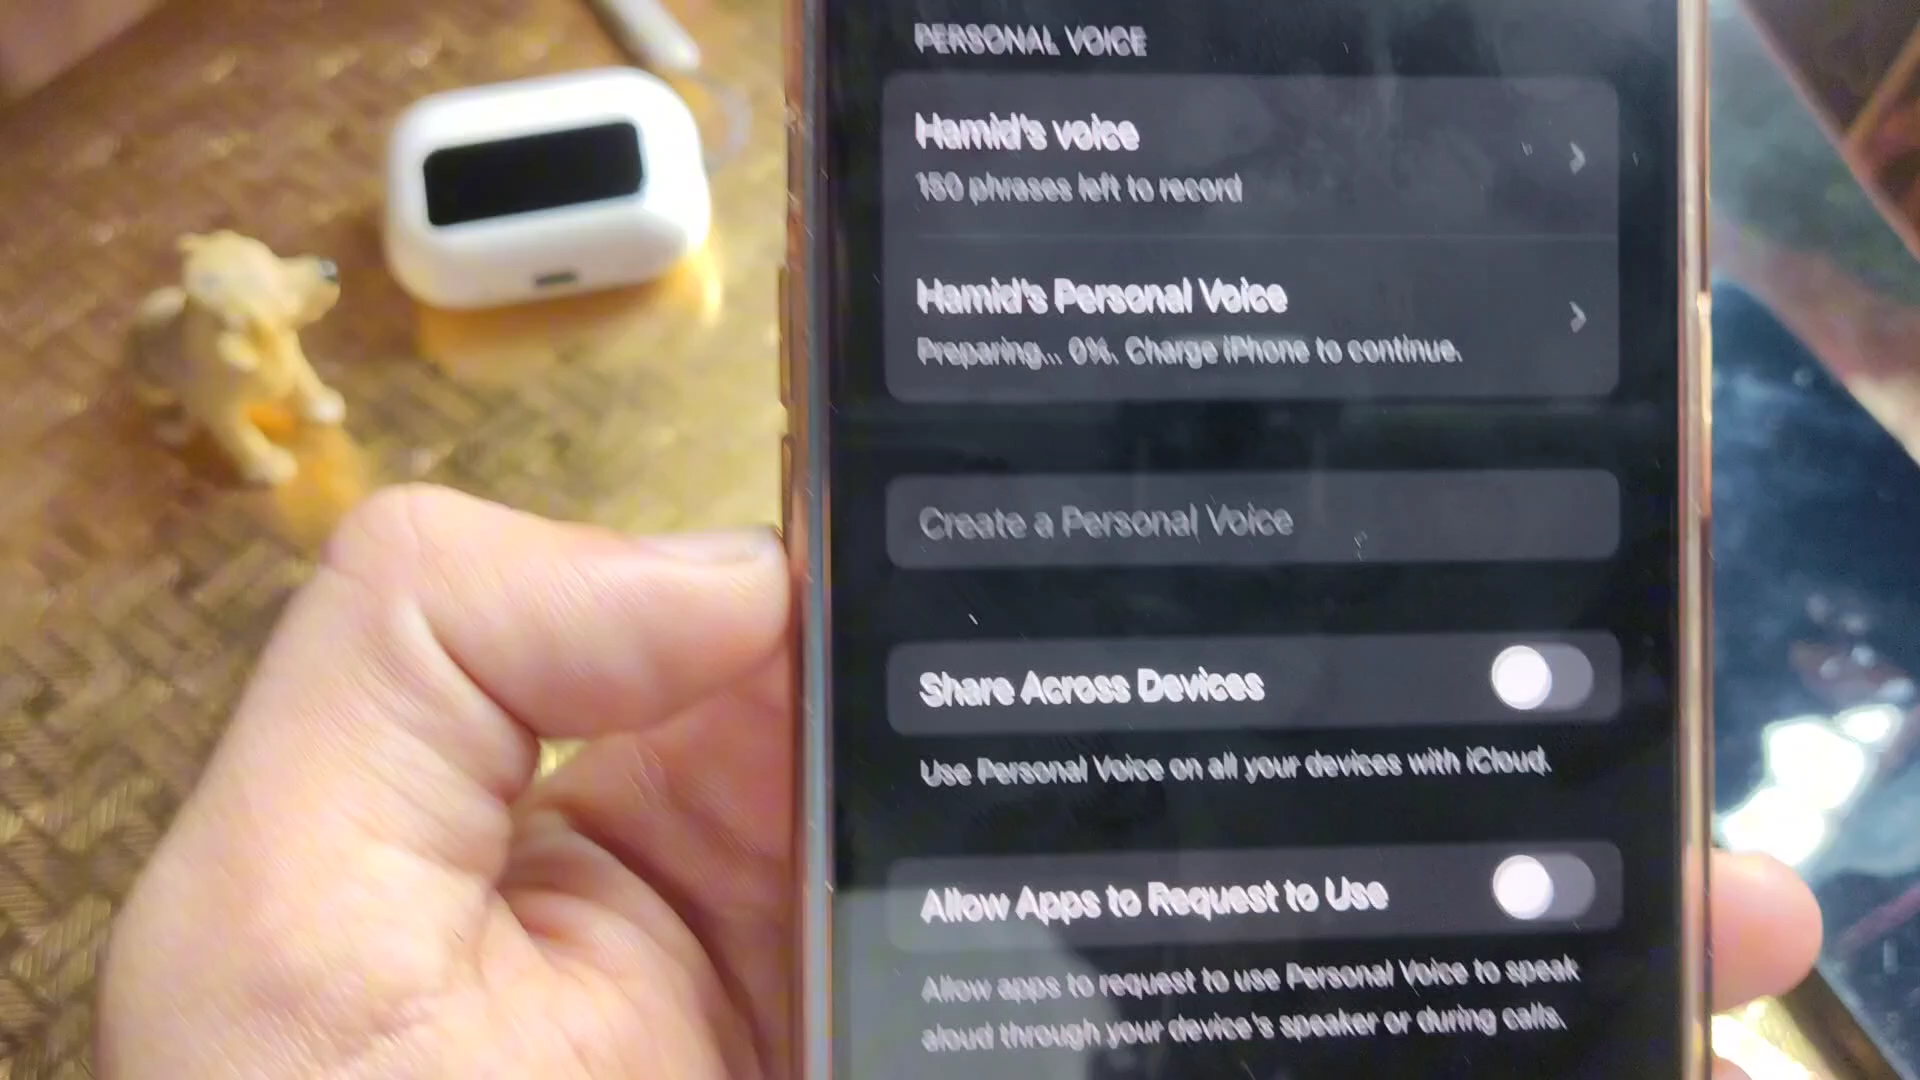 PERSONAL VOICE
Hamid's voice
150 phrases left to record
Hamid's Personal Voice
Preparing... 0%. Charge iPhone to continue.
Create a Personal Voice
Share Across Devices
Use Personal Voice on all your devices with iCloud.
Allow Apps to Request to Use
Allow apps to request to use Personal Voice to speak
aloud through your device's speaker or during calls.